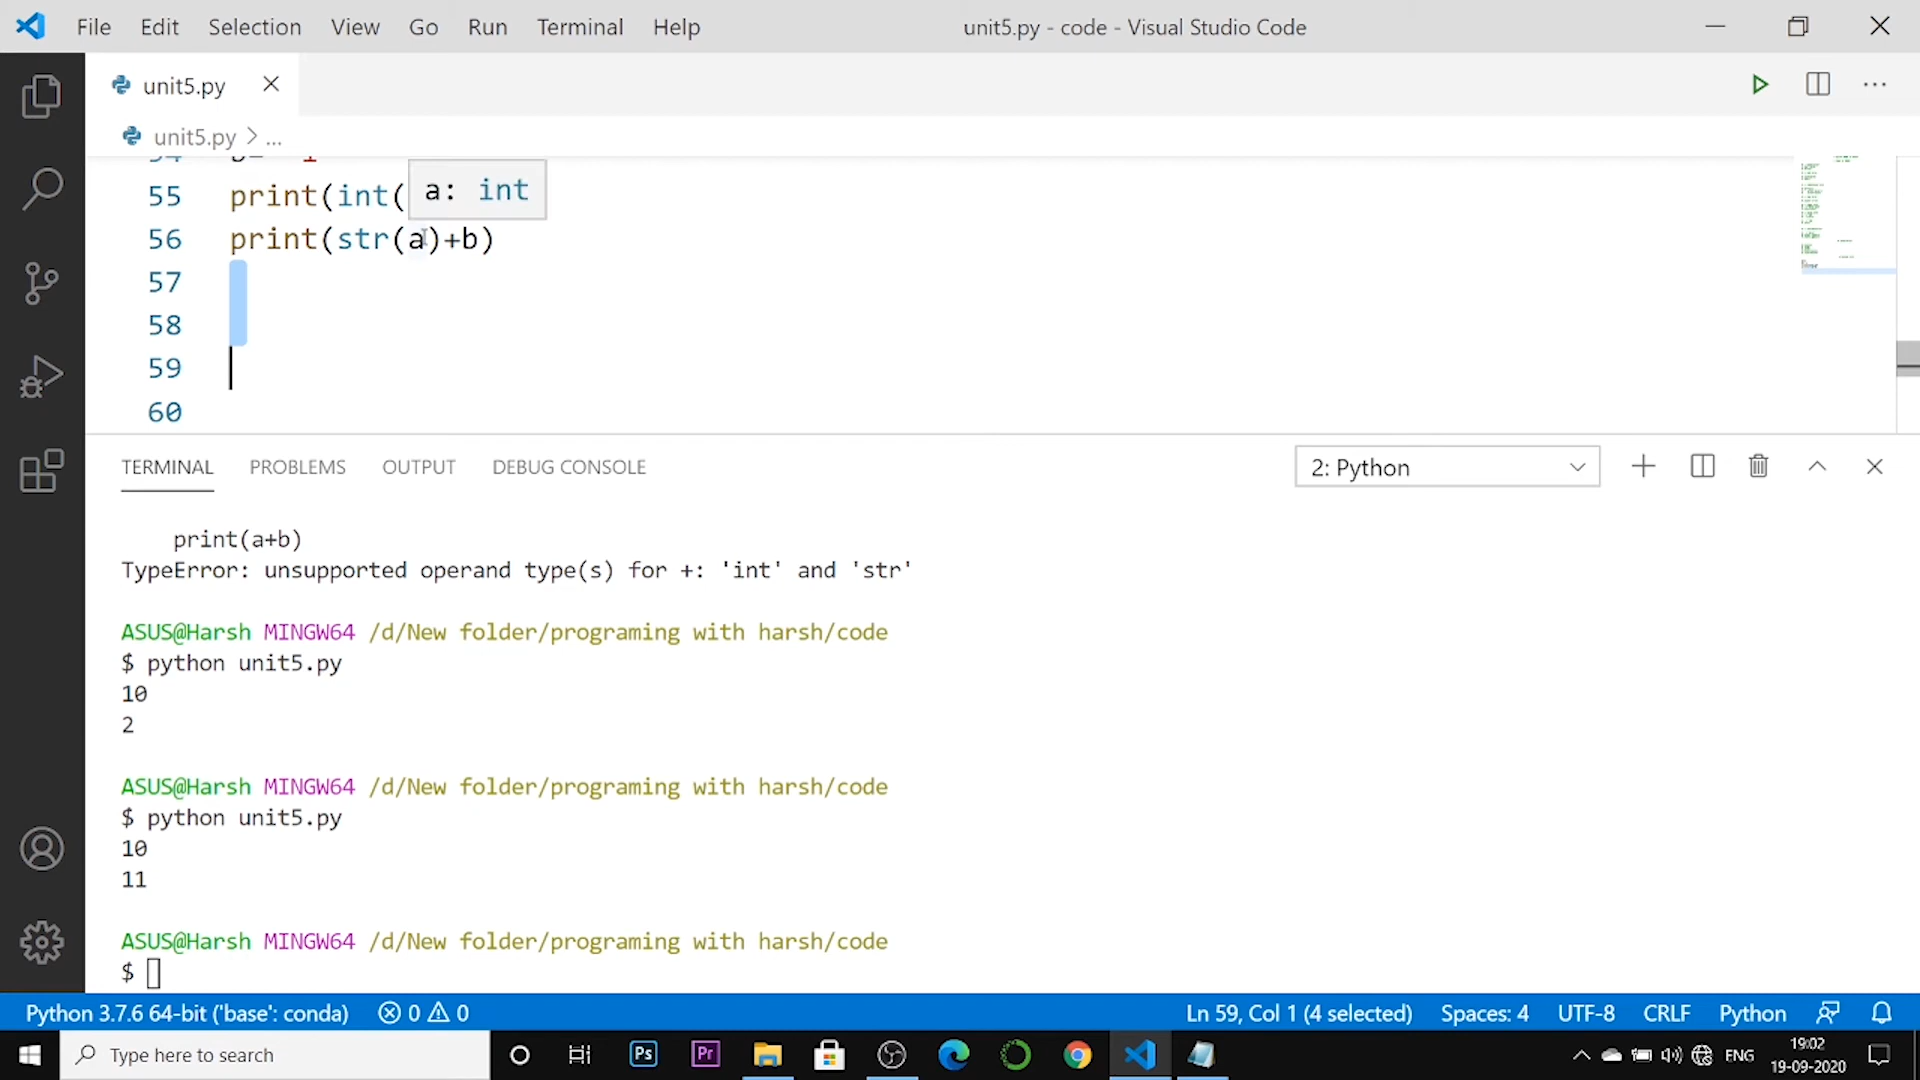 File Edit Selection View Go Run Terminal Help
unit5.py - code - Visual Studio Code
unit5.py
unit5.py > ...
55 print(int(
a: int
56 print(str(a)+b)
57
58
59
60
TERMINAL PROBLEMS OUTPUT DEBUG CONSOLE
2: Python
print(a+b)
TypeError: unsupported operand type(s) for +: 'int' and 'str'
ASUS@Harsh MINGW64 /d/New folder/programing with harsh/code
$ python unit5.py
10
2
ASUS@Harsh MINGW64 /d/New folder/programing with harsh/code
$ python unit5.py
10
11
ASUS@Harsh MINGW64 /d/New folder/programing with harsh/code
$
Python 3.7.6 64-bit ('base': conda) 0 0 Ln 59, Col 1 (4 selected) Spaces: 4 UTF-8 CRLF Python
Type here to search
Ps Pr
ENG
19:02
19-09-2020